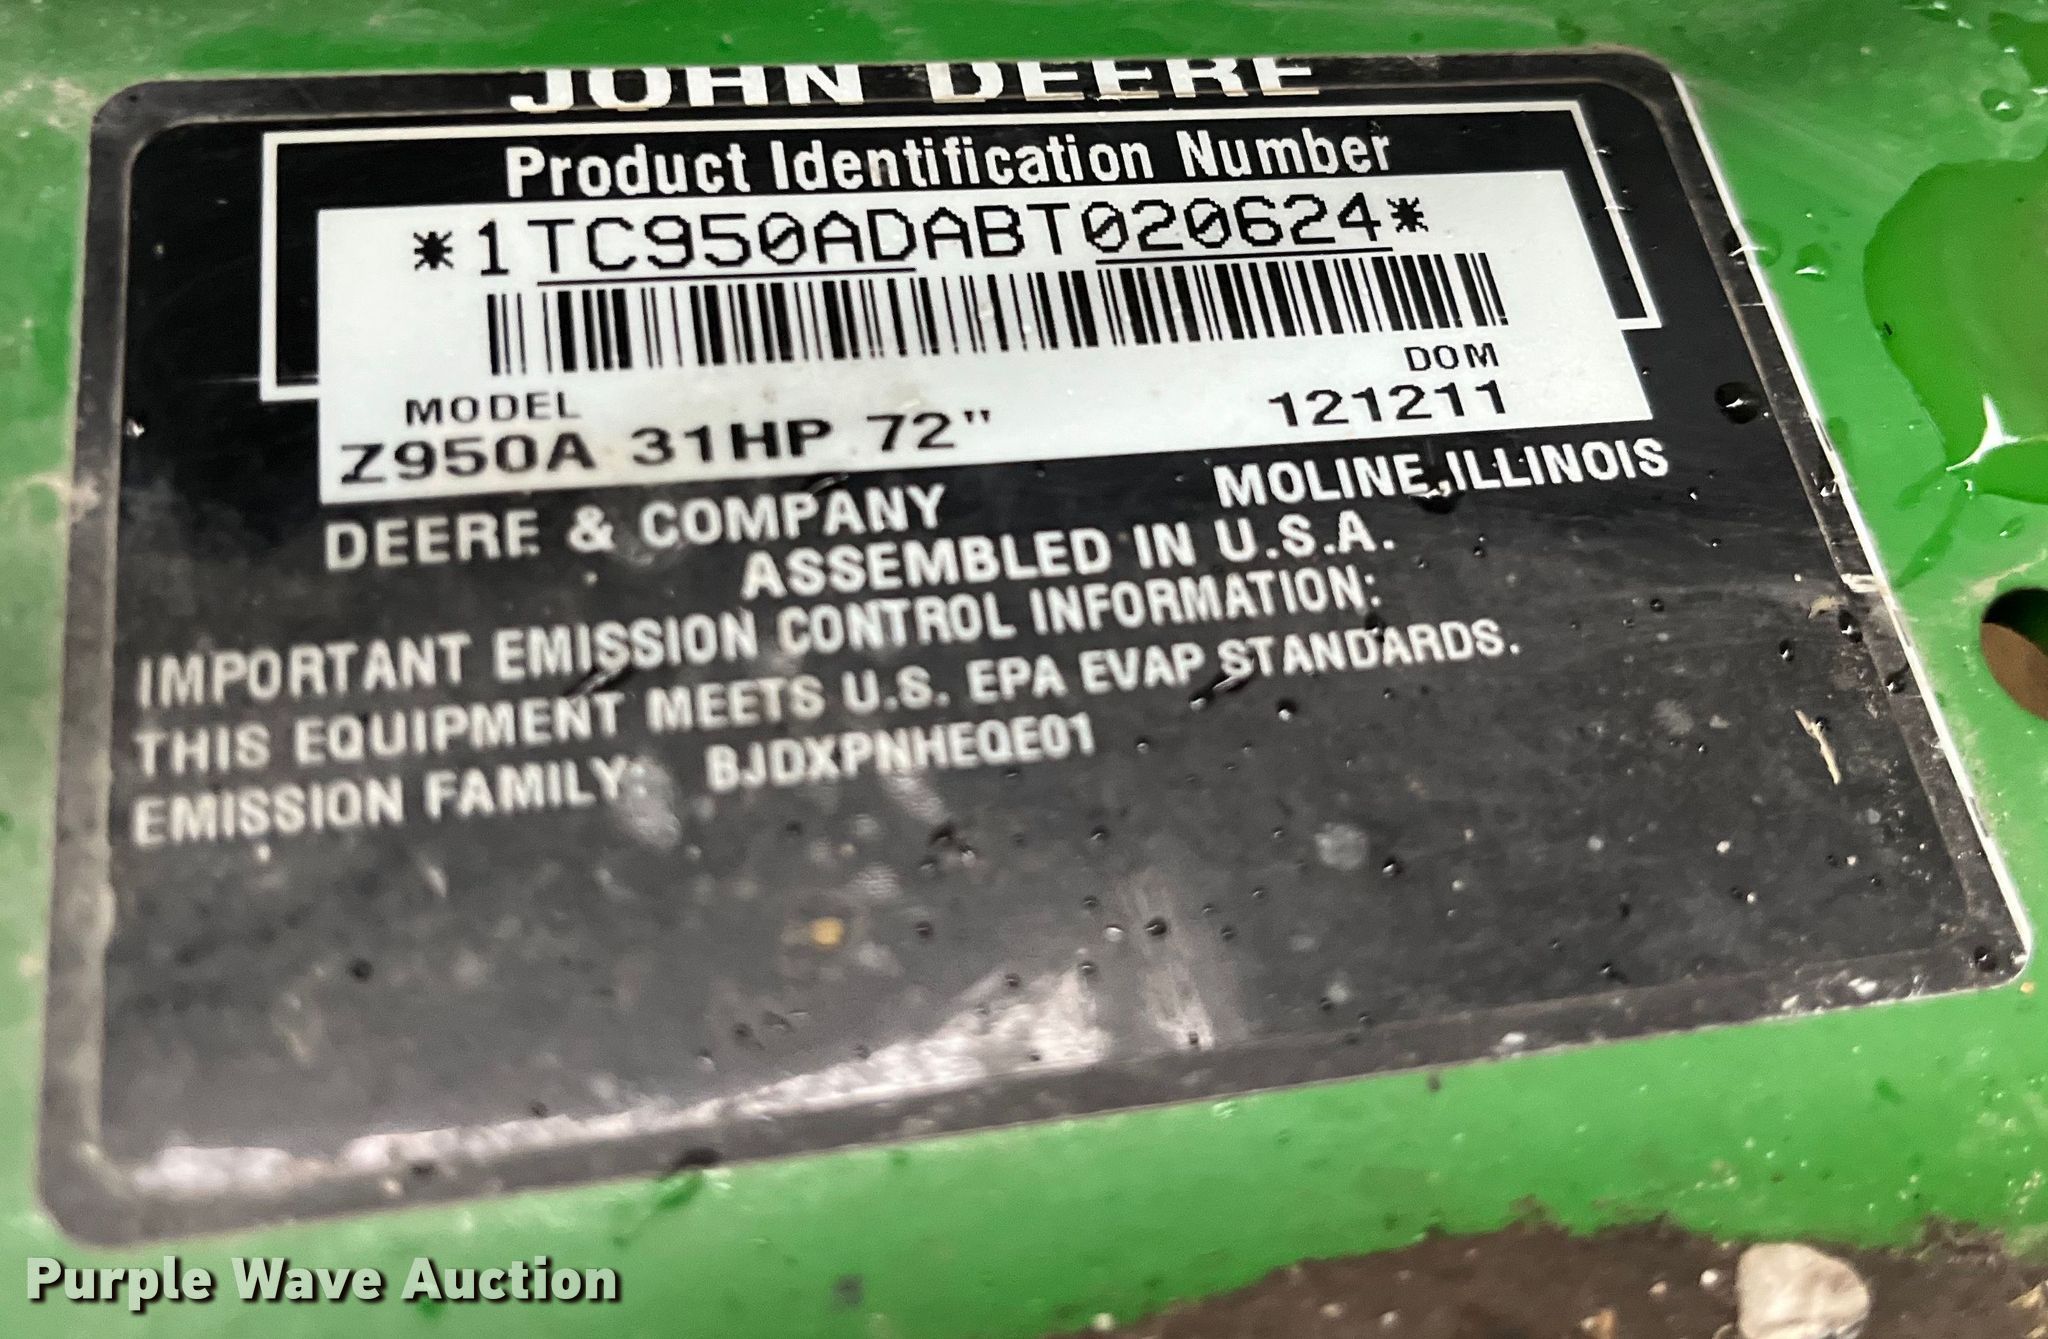 JOHN DEERE
Product Identification Number
*1TC950ADABT020624*
DOM
MODEL
Z950A 31HP 72" 121211
DEERE & COMPANY MOLINE, ILLINOIS
ASSEMBLED IN U.S.A.
IMPORTANT EMISSION CONTROL INFORMATION:
THIS EQUIPMENT MEETS U.S. EPA EVAP STANDARDS.
EMISSION FAMILY: BJDXPNHEQE01
Purple Wave Auction